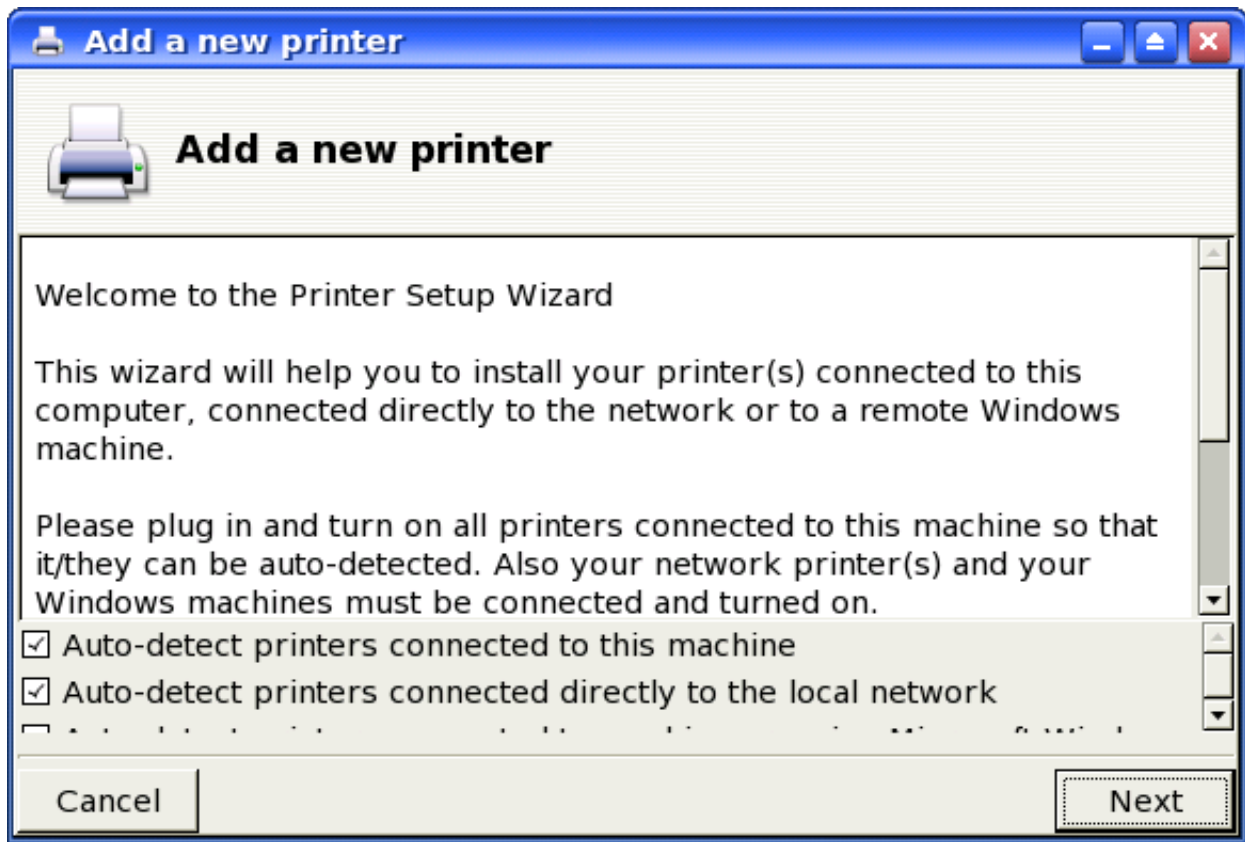 Add a new printer
Add a new printer
Welcome to the Printer Setup Wizard
This wizard will help you to install your printer(s) connected to this
computer, connected directly to the network or to a remote Windows
machine.
Please plug in and turn on all printers connected to this machine so that
it/they can be auto-detected. Also your network printer(s) and your
Windows machines must be connected and turned on.
Auto-detect printers connected to this machine
Auto-detect printers connected directly to the local network
Cancel
Next